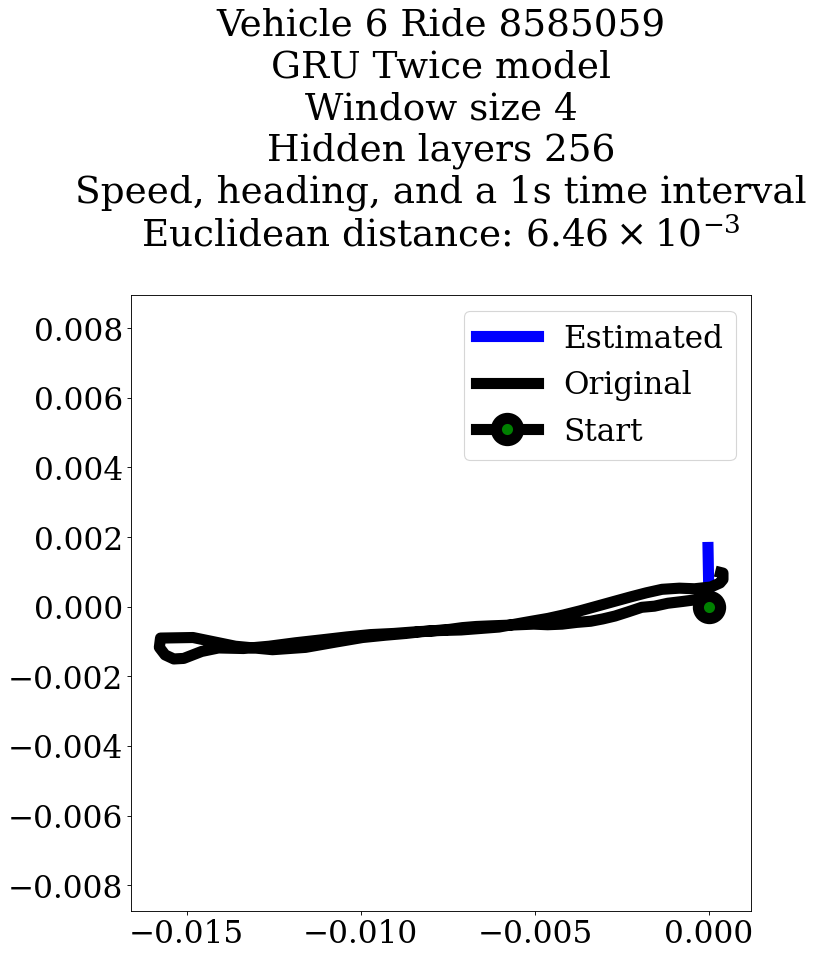 Vehicle 6 Ride 8585059
GRU Twice model
Window size 4
Hidden layers 256
Speed, heading, and a 1s time interval
Euclidean distance: 6.46 × 10⁻³
Estimated
Original
Start
0.008
0.006
0.004
0.002
0.000
−0.002
−0.004
−0.006
−0.008
−0.015 −0.010 −0.005 0.000